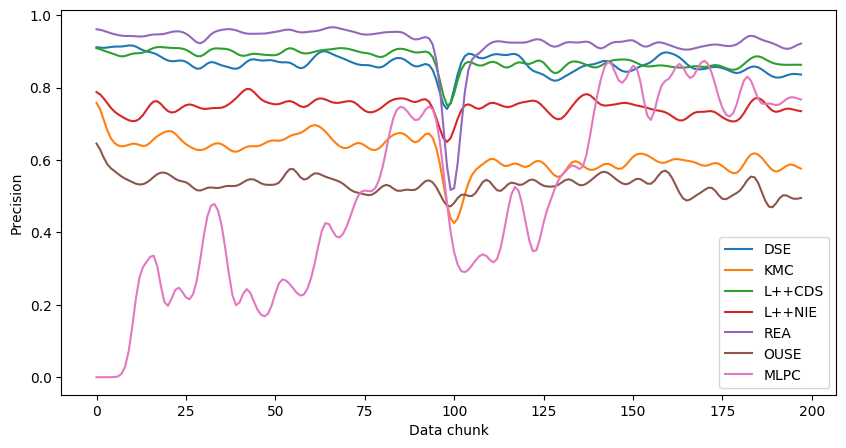 1.0
0.8
0.6
0.4
0.2
0.0
Precision
0
25
50
75
100
125
150
175
200
Data chunk
DSE
KMC
L++CDS
L++NIE
REA
OUSE
MLPC